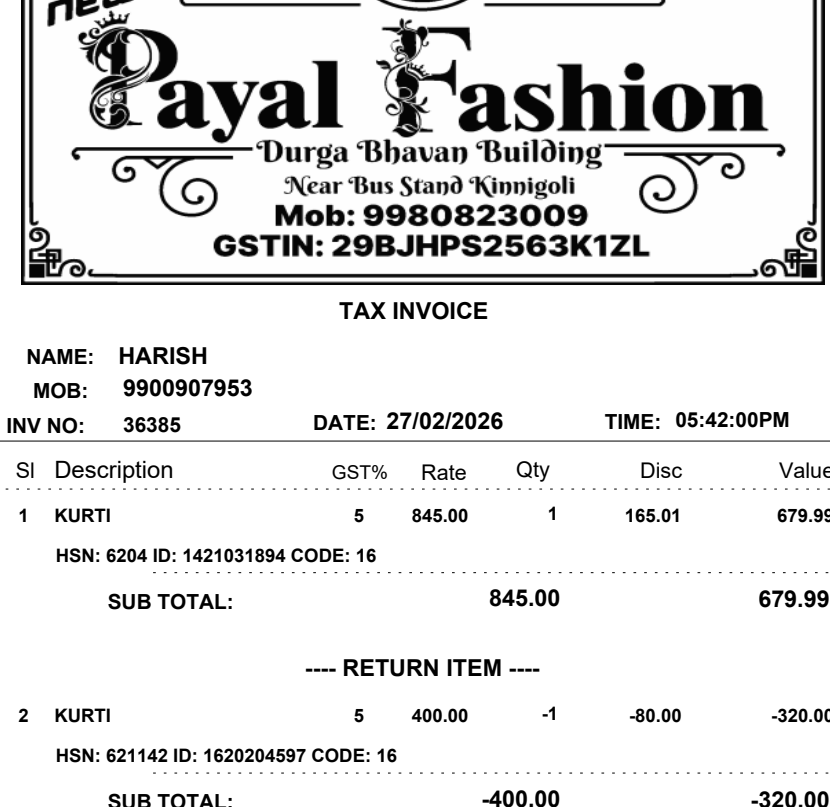 new
Payal Fashion
Durga Bhavan Building
Near Bus Stand Kinnigoli
Mob: 9980823009
GSTIN: 29BJHPS2563K1ZL
TAX INVOICE
NAME: HARISH
MOB: 9900907953
INV NO: 36385 DATE: 27/02/2026 TIME: 05:42:00PM
Sl Description GST% Rate Qty Disc Value
1 KURTI 5 845.00 1 165.01 679.99
HSN: 6204 ID: 1421031894 CODE: 16
SUB TOTAL: 845.00 679.99
---- RETURN ITEM ----
2 KURTI 5 400.00 -1 -80.00 -320.00
HSN: 621142 ID: 1620204597 CODE: 16
SUB TOTAL: -400.00 -320.00